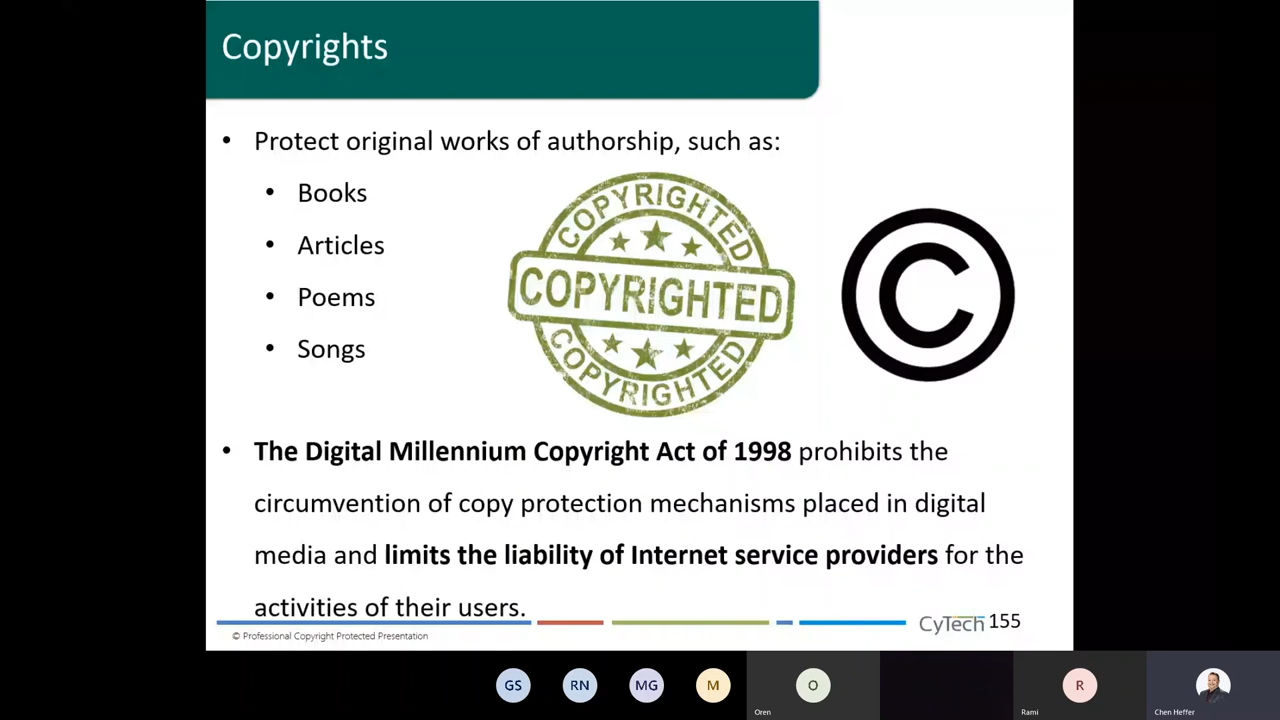 Copyrights
• Protect original works of authorship, such as:
• Books
• Articles
• Poems
• Songs
COPYRIGHTED
COPYRIGHTED
COPYRIGHTED
©
• The Digital Millennium Copyright Act of 1998 prohibits the
circumvention of copy protection mechanisms placed in digital
media and limits the liability of Internet service providers for the
activities of their users.
CyTech 155
© Professional Copyright Protected Presentation
GS RN MG M O R
Oren Rami Chen Heffer